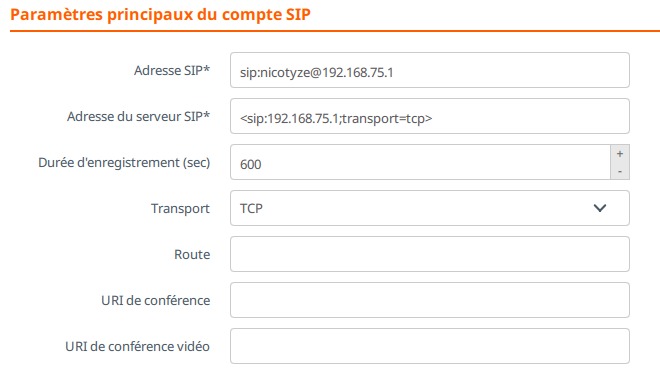 Paramètres principaux du compte SIP
Adresse SIP* sip:nicotyze@192.168.75.1
Adresse du serveur SIP* <sip:192.168.75.1;transport=tcp>
Durée d'enregistrement (sec) 600 + -
Transport TCP
Route
URI de conférence
URI de conférence vidéo